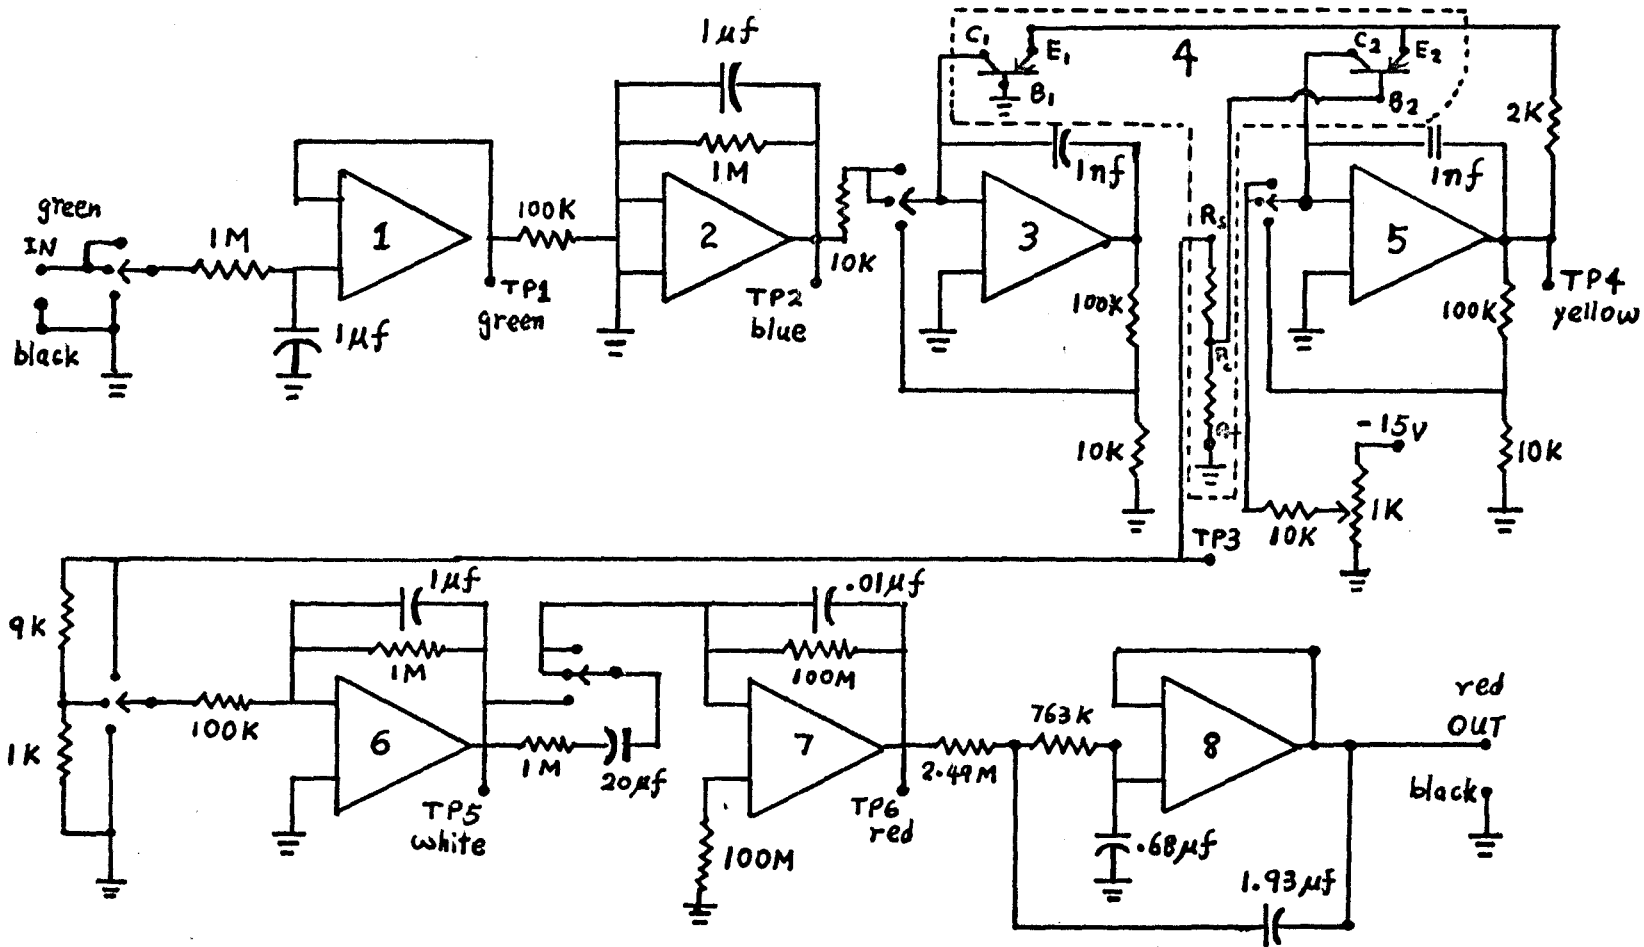 1 µf
C1
E1
4
C2
E2
B1
B2
2K
1M
1nf
1nf
green
IN
1M
1
100K
2
3
Rs
5
10K
TP1
green
TP2
blue
100K
100K
TP4
yellow
1µf
black
10K
-15V
10K
1K
10K
TP3
1µf
.01µf
9K
1M
100M
red
OUT
100K
6
7
763K
8
1K
1M
20µf
2.49M
black
TP5
white
TP6
red
100M
.68µf
1.93µf